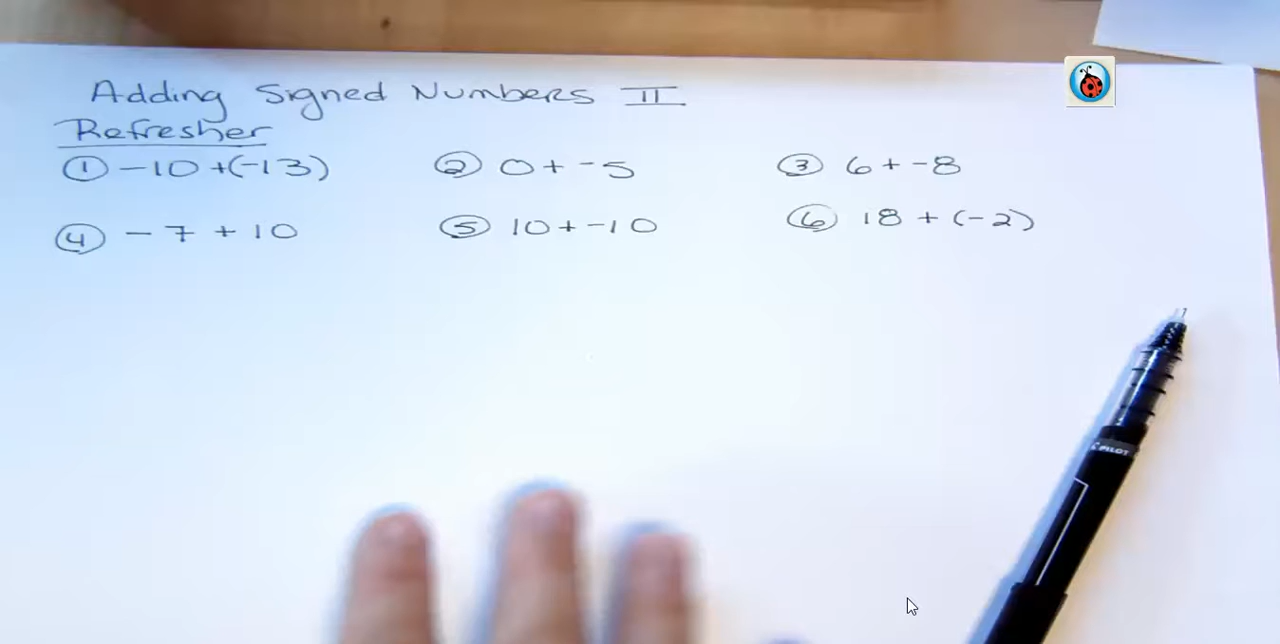 Adding Signed Numbers II
Refresher
① -10 +(-13) ② 0 + -5 ③ 6 + -8
④ -7 + 10 ⑤ 10 + -10 ⑥ 18 + (-2)
PILOT